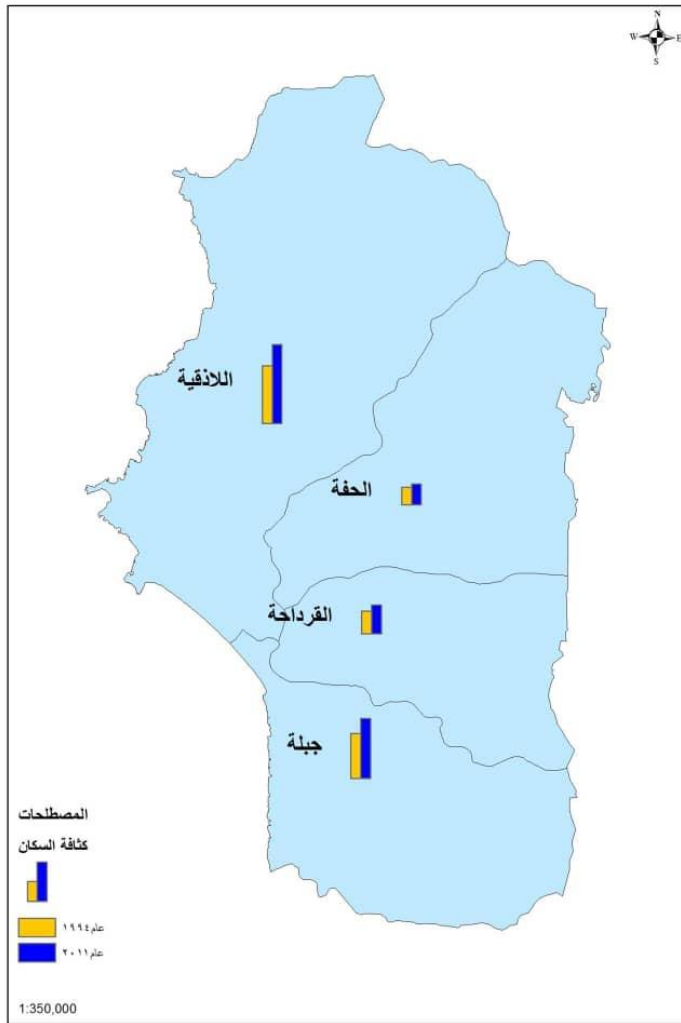 N
W E
S
اللاذقية
الحفة
القرداحة
جبلة
المصطلحات
كثافة السكان
عام ١٩٩٤
عام ٢٠١١
1:350,000